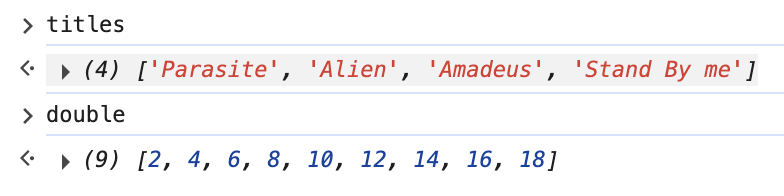 titles
(4) ['Parasite', 'Alien', 'Amadeus', 'Stand By me']
double
(9) [2, 4, 6, 8, 10, 12, 14, 16, 18]